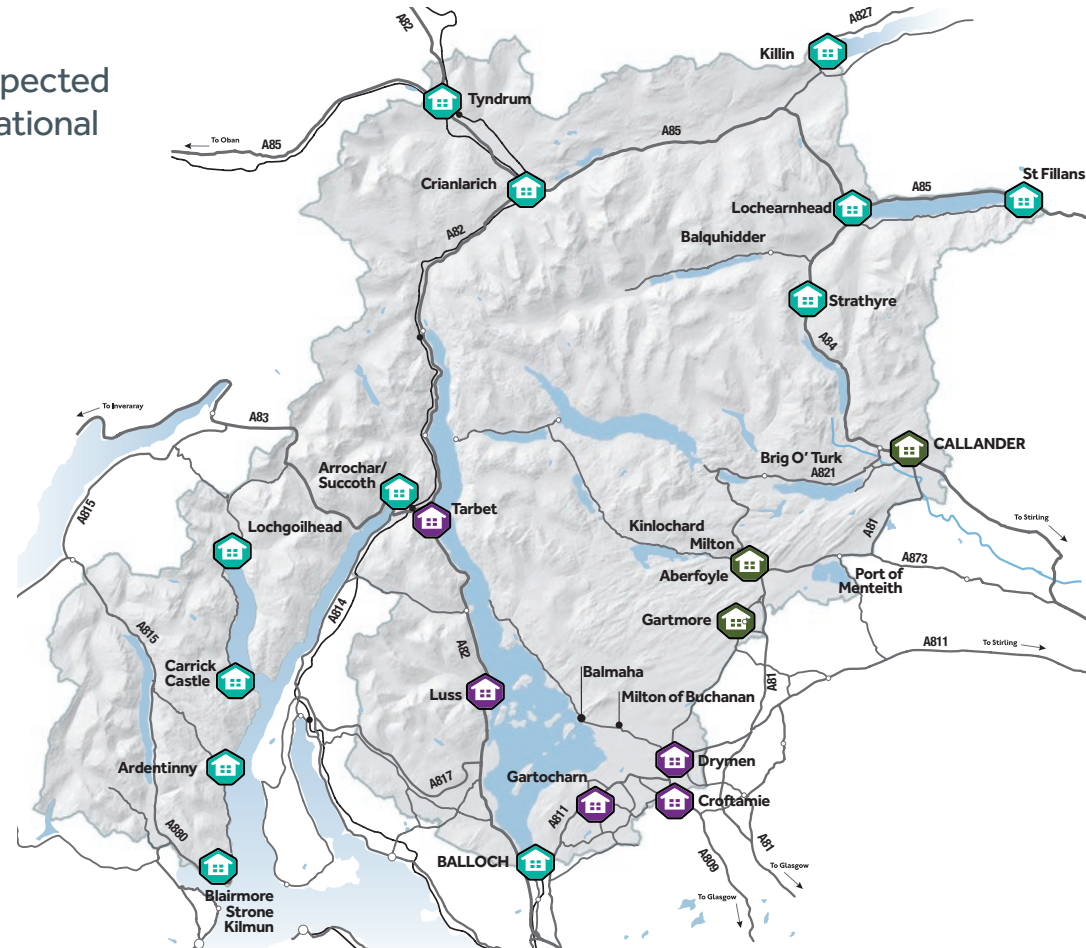 pected
ational
A82
A827
Killin
Tyndrum
To Oban
A85
A85
Crianlarich
St Fillans
A85
Lochearnhead
A82
Balquhidder
Strathyre
A84
To Inveraray
A83
CALLANDER
Brig O' Turk
A821
Arrochar/
Succoth
Tarbet
A815
Lochgoilhead
Kinlochard
Milton
A81
To Stirling
A873
Aberfoyle
Port of
Menteith
A814
Gartmore
A815
A82
A811
To Stirling
Carrick
Castle
Luss
Balmaha
A81
Milton of Buchanan
Ardentinny
Drymen
A817
Gartocharn
Croftamie
A811
A880
A81
BALLOCH
A809
To Glasgow
Blairmore
Strone
Kilmun
To Glasgow